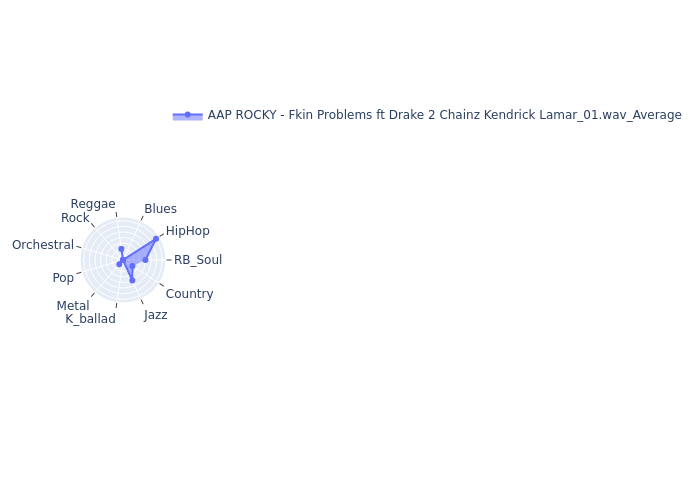 AAP ROCKY - Fkin Problems ft Drake 2 Chainz Kendrick Lamar_01.wav_Average
Reggae
Blues
Rock
HipHop
Orchestral
RB_Soul
Pop
Country
Metal
Jazz
K_ballad